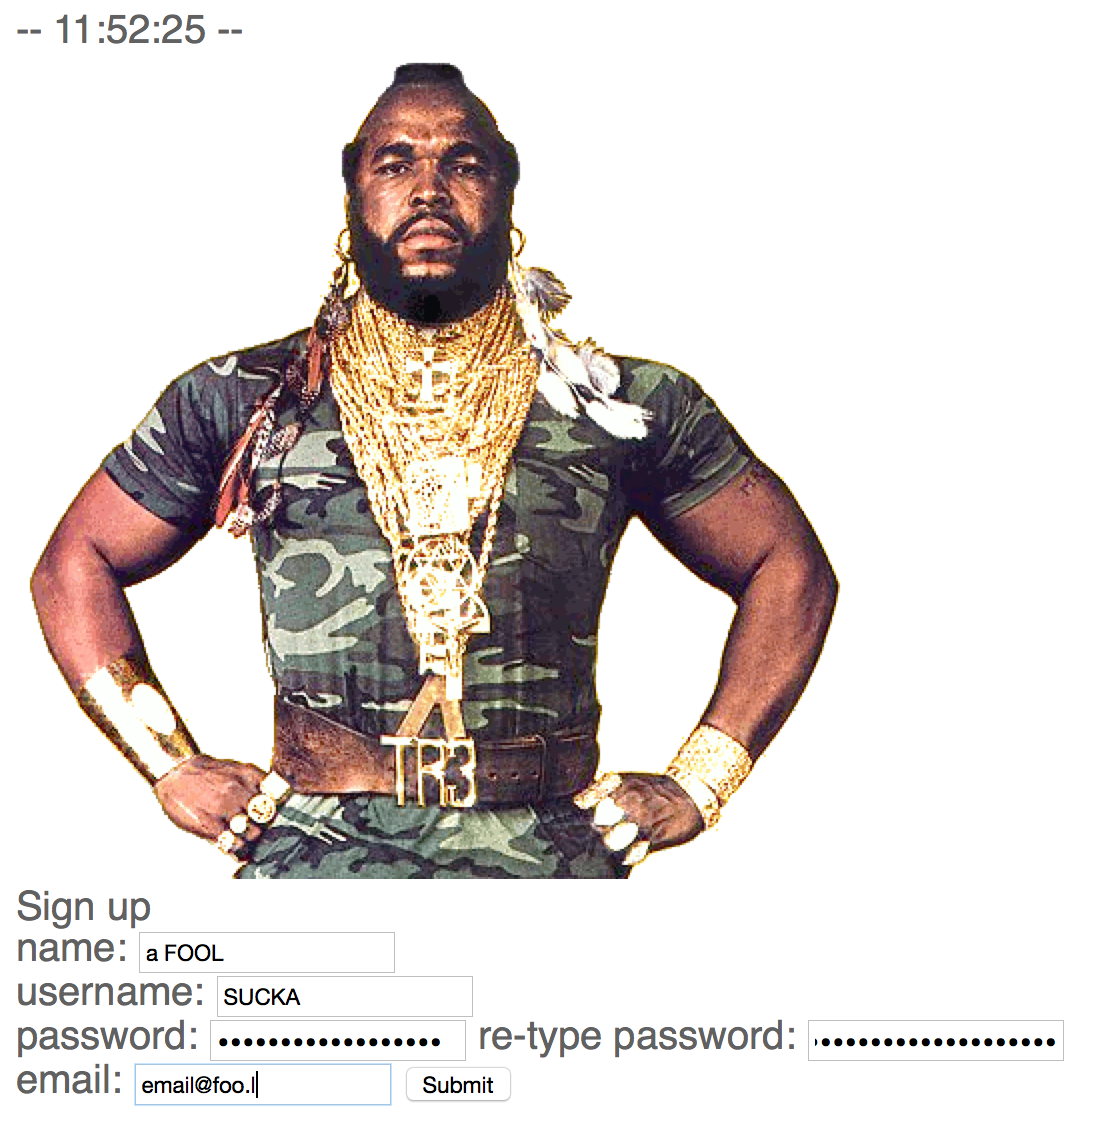 -- 11:52:25 --
TR3
Sign up
name: a FOOL
username: SUCKA
password: •••••••••••••••••• re-type password: •••••••••••••••••••
email: email@foo.l Submit